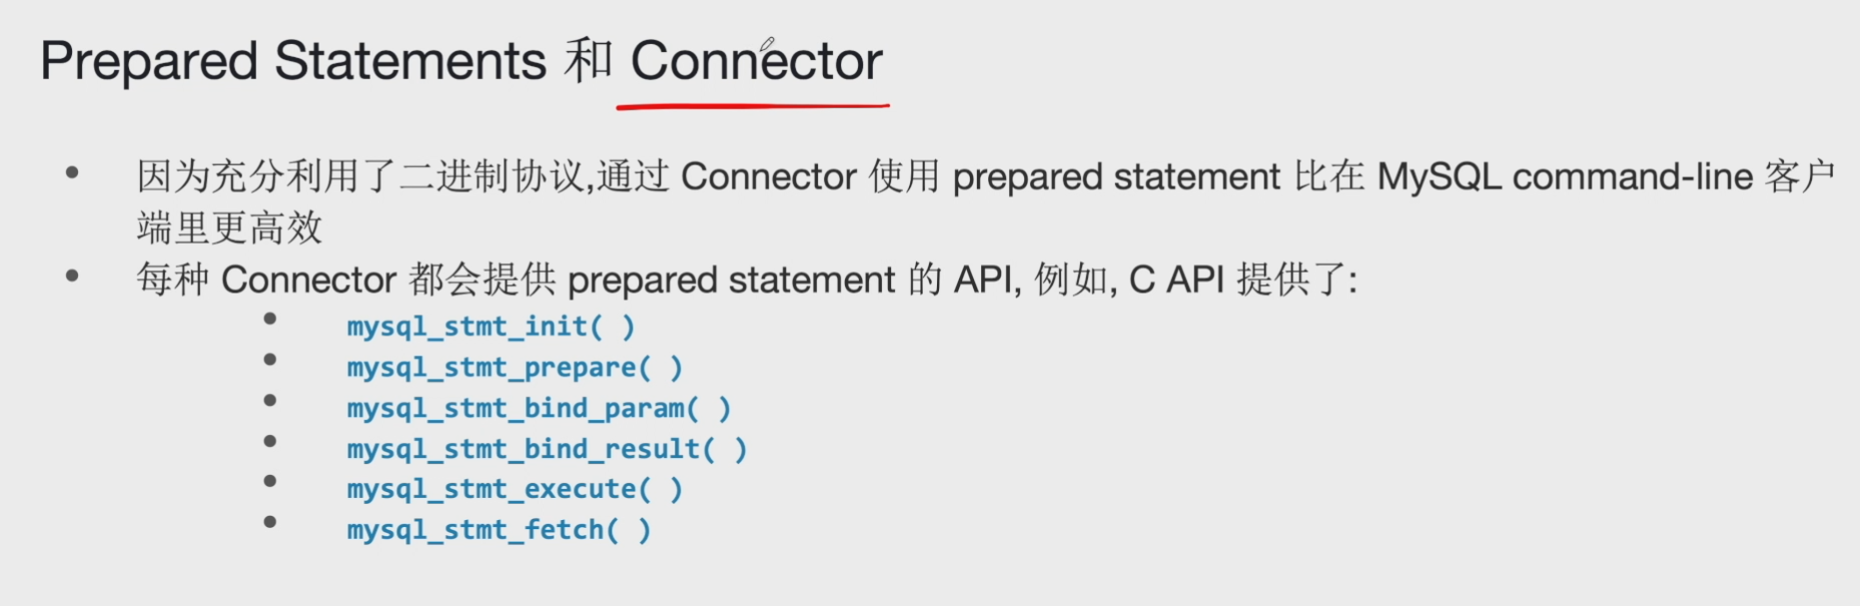 Prepared Statements 和 Connector
• 因为充分利用了二进制协议,通过 Connector 使用 prepared statement 比在 MySQL command-line 客户
端里更高效
• 每种 Connector 都会提供 prepared statement 的 API, 例如, C API 提供了:
• mysql_stmt_init( )
• mysql_stmt_prepare( )
• mysql_stmt_bind_param( )
• mysql_stmt_bind_result( )
• mysql_stmt_execute( )
• mysql_stmt_fetch( )